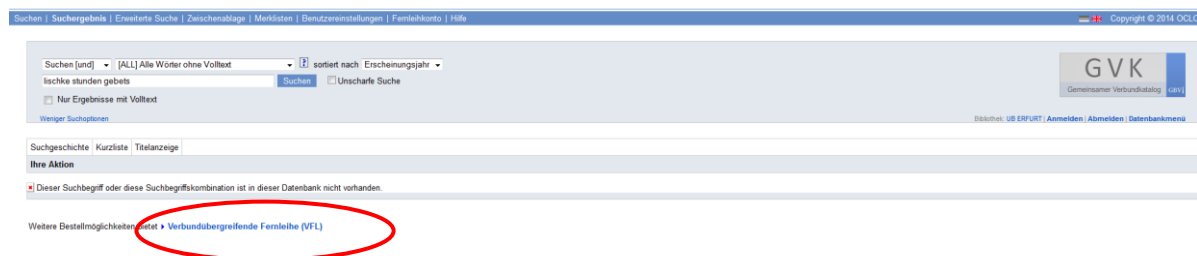 Suchen | Suchergebnis | Erweiterte Suche | Zwischenablage | Merklisten | Benutzereinstellungen | Fernleihkonto | Hilfe
Copyright © 2014 OCLC
Suchen [und] [ALL] Alle Wörter ohne Volltext sortiert nach Erscheinungsjahr
lischke stunden gebets Suchen Unscharfe Suche
Nur Ergebnisse mit Volltext
Weniger Suchoptionen
GVK
Gemeinsamer Verbundkatalog GBV
Bibliothek: UB ERFURT | Anmelden | Abmelden | Datenbankmenü
Suchgeschichte Kurzliste Titelanzeige
Ihre Aktion
Dieser Suchbegriff oder diese Suchbegriffskombination ist in dieser Datenbank nicht vorhanden.
Weitere Bestellmöglichkeiten bietet Verbundübergreifende Fernleihe (VFL)